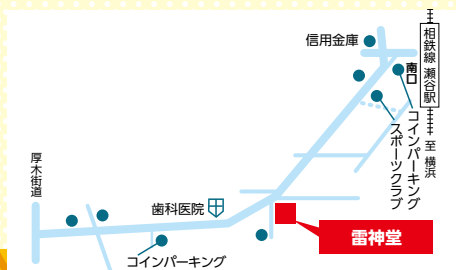 信用金庫
相鉄線 瀬谷駅
南口
至 横浜
コインパーキング
スポーツクラブ
厚木街道
歯科医院
雷神堂
コインパーキング